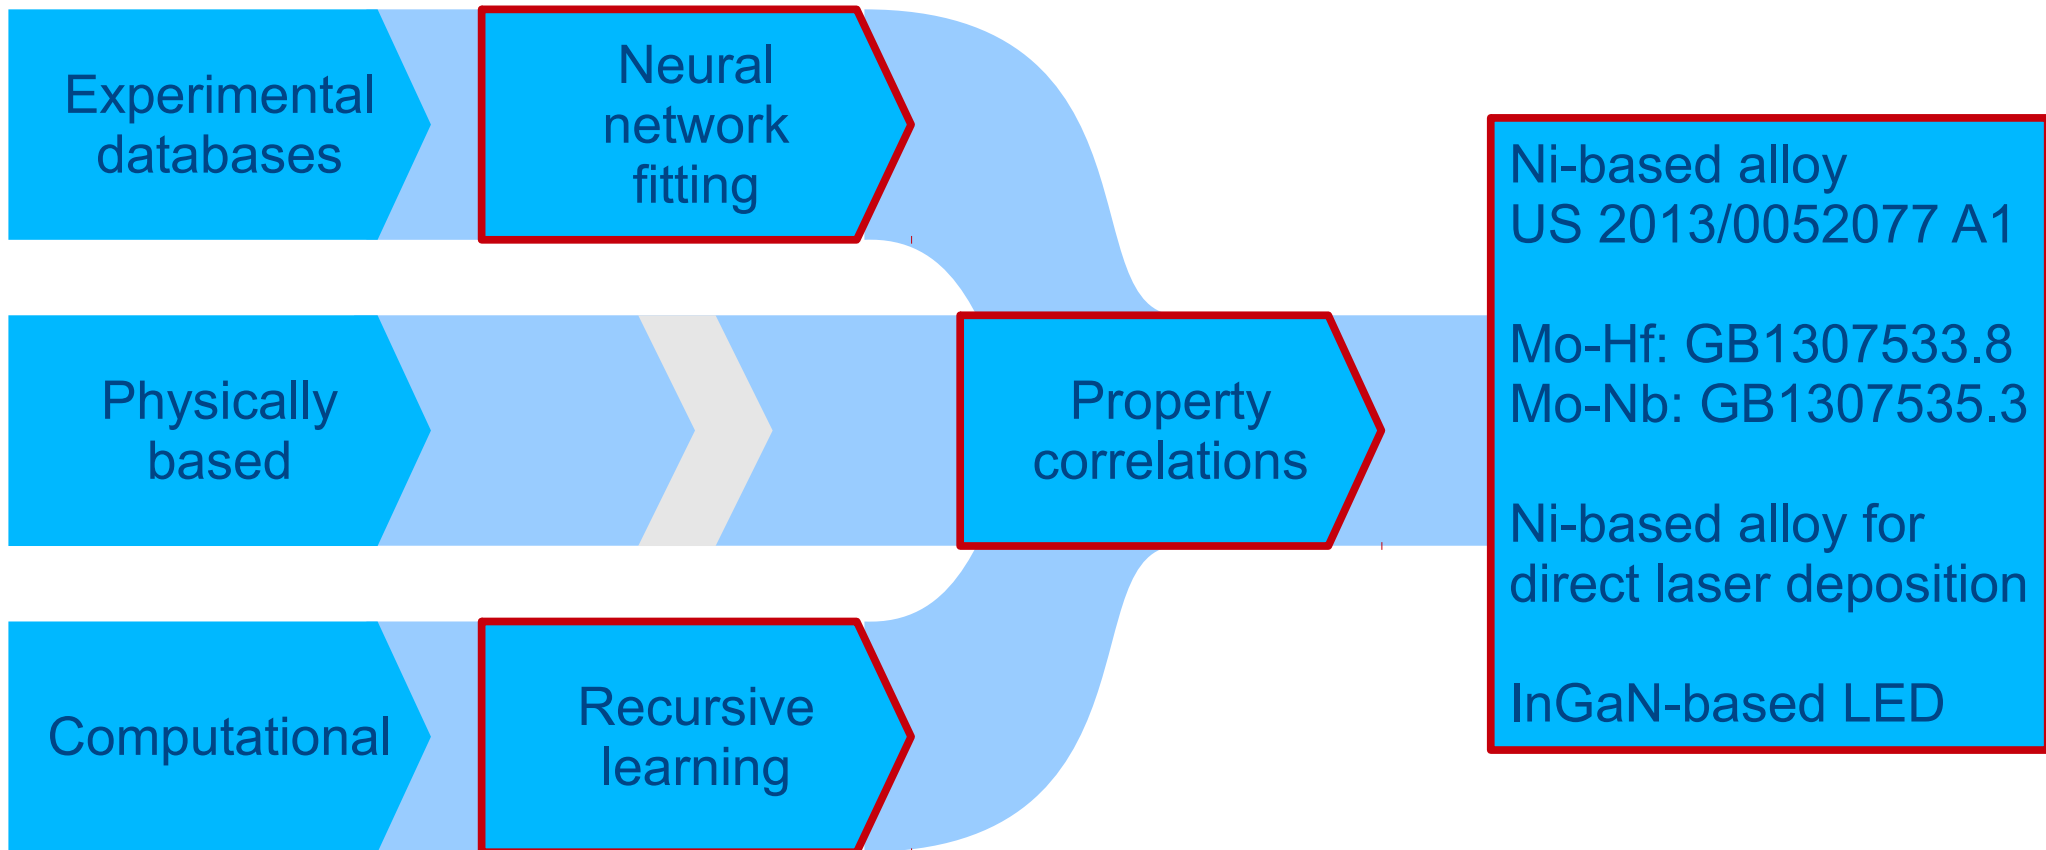 Experimental
databases
Neural
network
fitting
Physically
based
Property
correlations
Computational
Recursive
learning
Ni-based alloy
US 2013/0052077 A1
Mo-Hf: GB1307533.8
Mo-Nb: GB1307535.3
Ni-based alloy for
direct laser deposition
InGaN-based LED